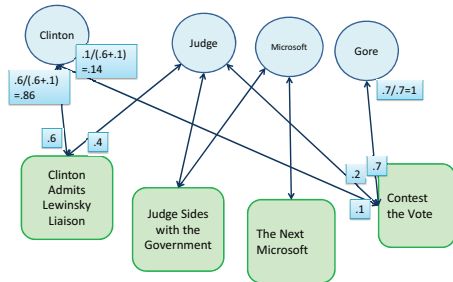 Clinton
Judge
Microsoft
Gore
.1/(.6+.1)
=.14
.6/(.6+.1)
=.86
.7/.7=1
.6
.4
.2
.7
.1
Clinton
Admits
Lewinsky
Liaison
Judge Sides
with the
Government
The Next
Microsoft
Contest
the Vote